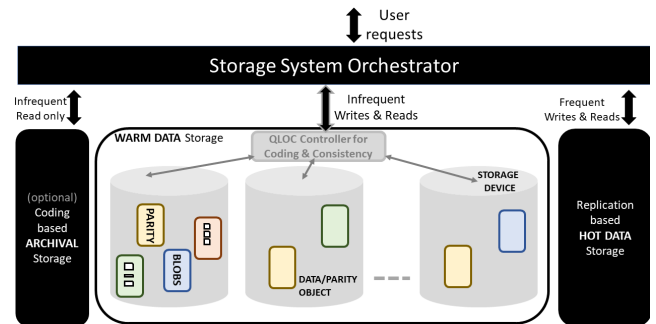 User
requests
Storage System Orchestrator
Infrequent
Read only
Infrequent
Writes & Reads
Frequent
Writes & Reads
WARM DATA Storage
QLOC Controller for
Coding & Consistency
(optional)
Coding
based
ARCHIVAL
Storage
PARITY
BLOBS
DATA/PARITY
OBJECT
STORAGE
DEVICE
Replication
based
HOT DATA
Storage